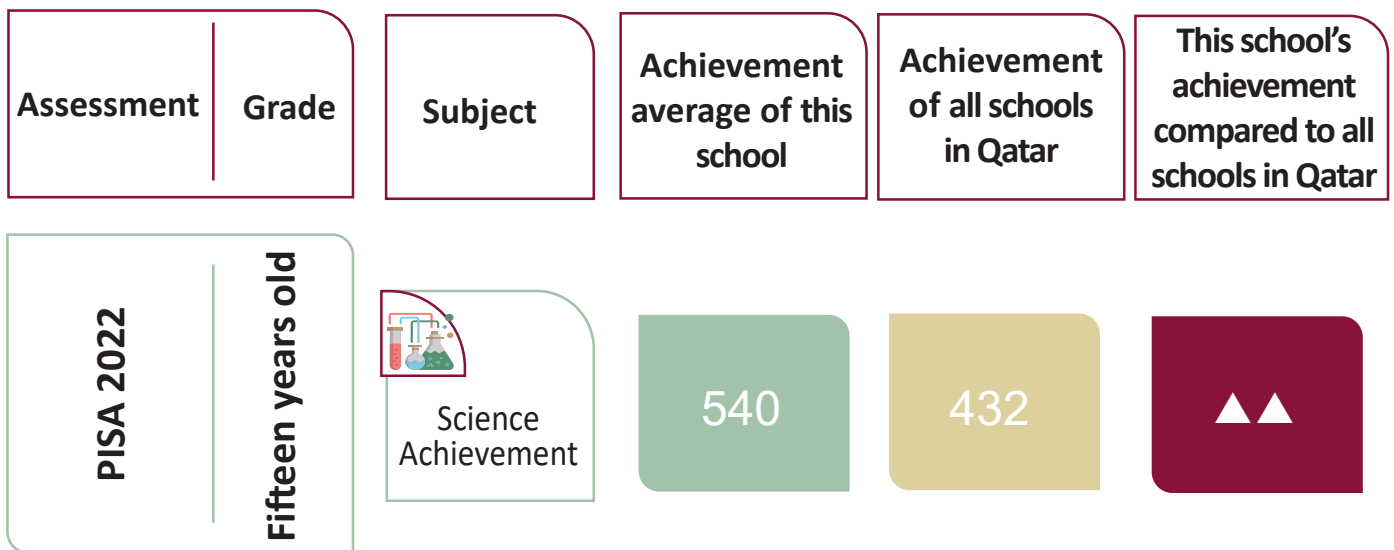 Assessment
Grade
Subject
Achievement
average of this
school
Achievement
of all schools
in Qatar
This school’s
achievement
compared to all
schools in Qatar
PISA 2022
Fifteen years old
Science
Achievement
540
432